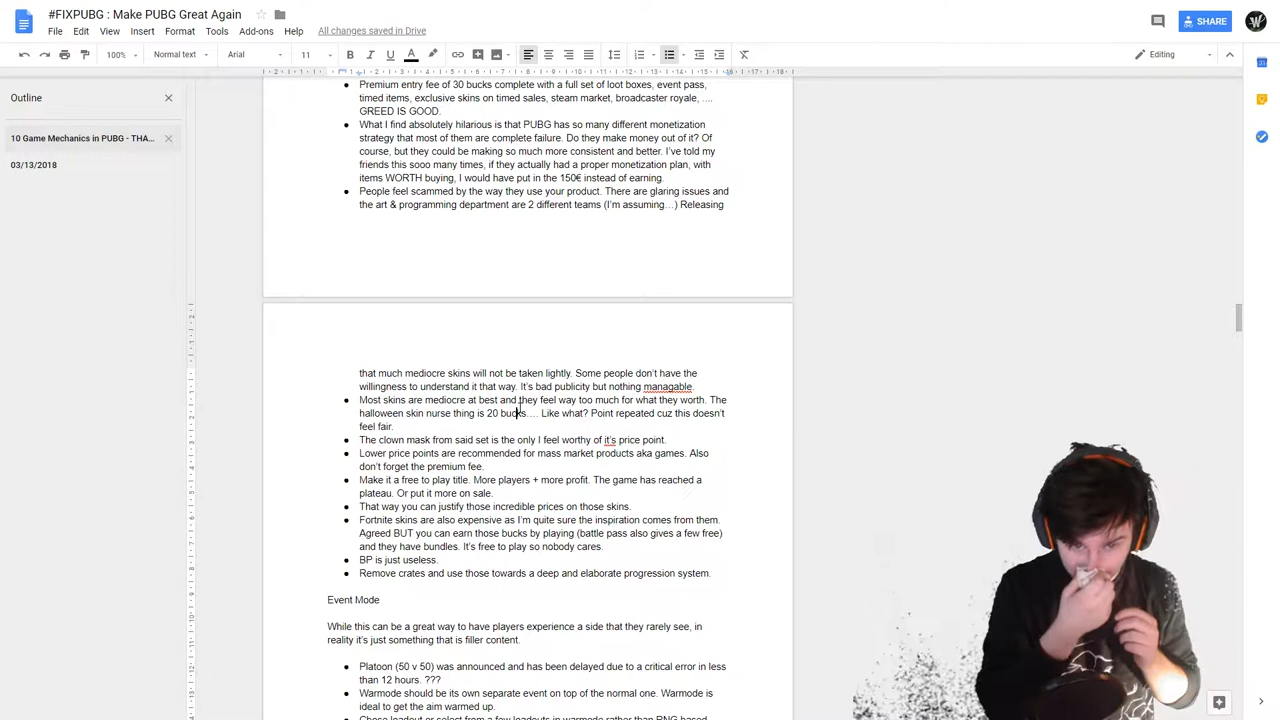 #FIXPUBG : Make PUBG Great Again
File Edit View Insert Format Tools Add-ons Help All changes saved in Drive
SHARE
100% Normal text Arial 11 Editing
Outline
10 Game Mechanics in PUBG - THA...
03/13/2018
Premium entry fee of 30 bucks complete with a full set of loot boxes, event pass,
timed items, exclusive skins on timed sales, steam market, broadcaster royale, ....
GREED IS GOOD.
What I find absolutely hilarious is that PUBG has so many different monetization
strategy that most of them are complete failure. Do they make money out of it? Of
course, but they could be making so much more consistent and better. I've told my
friends this sooo many times, if they actually had a proper monetization plan, with
items WORTH buying, I would have put in the 150€ instead of earning.
People feel scammed by the way they use your product. There are glaring issues and
the art & programming department are 2 different teams (I'm assuming…) Releasing
that much mediocre skins will not be taken lightly. Some people don't have the
willingness to understand it that way. It's bad publicity but nothing managable.
Most skins are mediocre at best and they feel way too much for what they worth. The
halloween skin nurse thing is 20 bucks…. Like what? Point repeated cuz this doesn't
feel fair.
The clown mask from said set is the only I feel worthy of it's price point.
Lower price points are recommended for mass market products aka games. Also
don't forget the premium fee.
Make it a free to play title. More players + more profit. The game has reached a
plateau. Or put it more on sale.
That way you can justify those incredible prices on those skins.
Fortnite skins are also expensive as I'm quite sure the inspiration comes from them.
Agreed BUT you can earn those bucks by playing (battle pass also gives a few free)
and they have bundles. It's free to play so nobody cares.
BP is just useless.
Remove crates and use those towards a deep and elaborate progression system.
Event Mode
While this can be a great way to have players experience a side that they rarely see, in
reality it's just something that is filler content.
Platoon (50 v 50) was announced and has been delayed due to a critical error in less
than 12 hours. ???
Warmode should be its own separate event on top of the normal one. Warmode is
ideal to get the aim warmed up.
Chose loadout or select from a few loadouts in warmode rather than RNG based